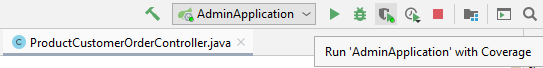 AdminApplication
ProductCustomerOrderController.java
Run 'AdminApplication' with Coverage